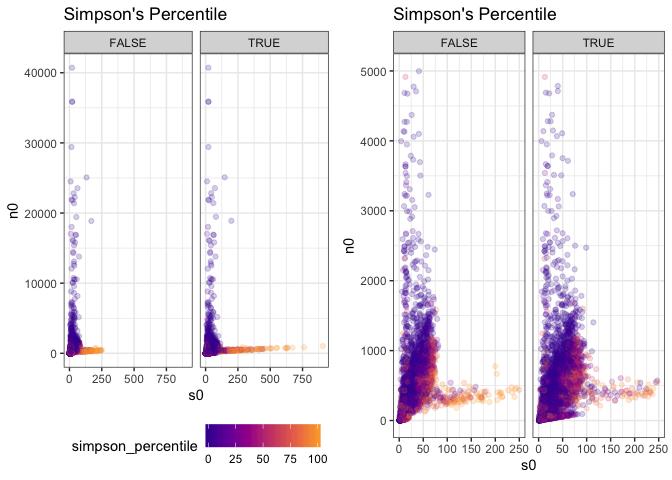 Simpson's Percentile
FALSE TRUE
40000
30000
20000
10000
0
n0
0 250 500 750 0 250 500 750
s0
simpson_percentile
0 25 50 75 100
Simpson's Percentile
FALSE TRUE
5000
4000
3000
2000
1000
0
n0
0 50 100 150 200 250 0 50 100 150 200 250
s0